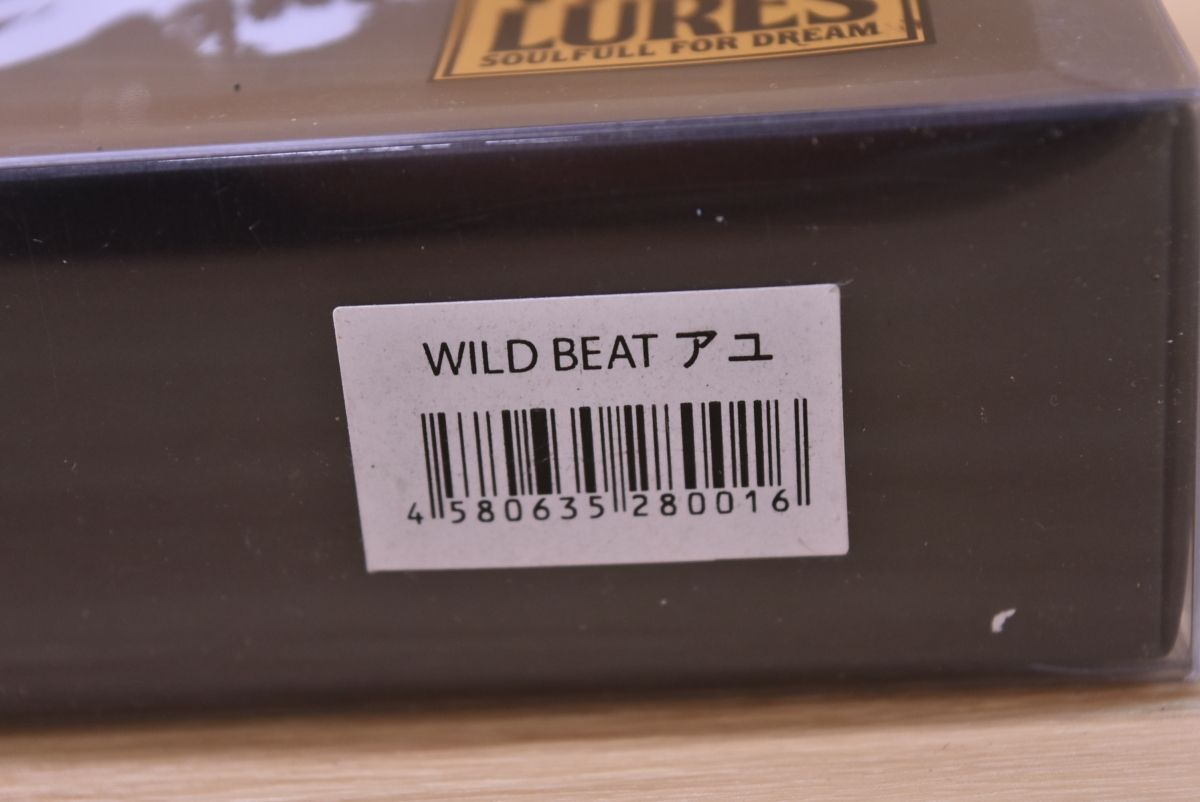 LURES
SOULFULL FOR DREAM
WILD BEAT アユ
4 580635 280016